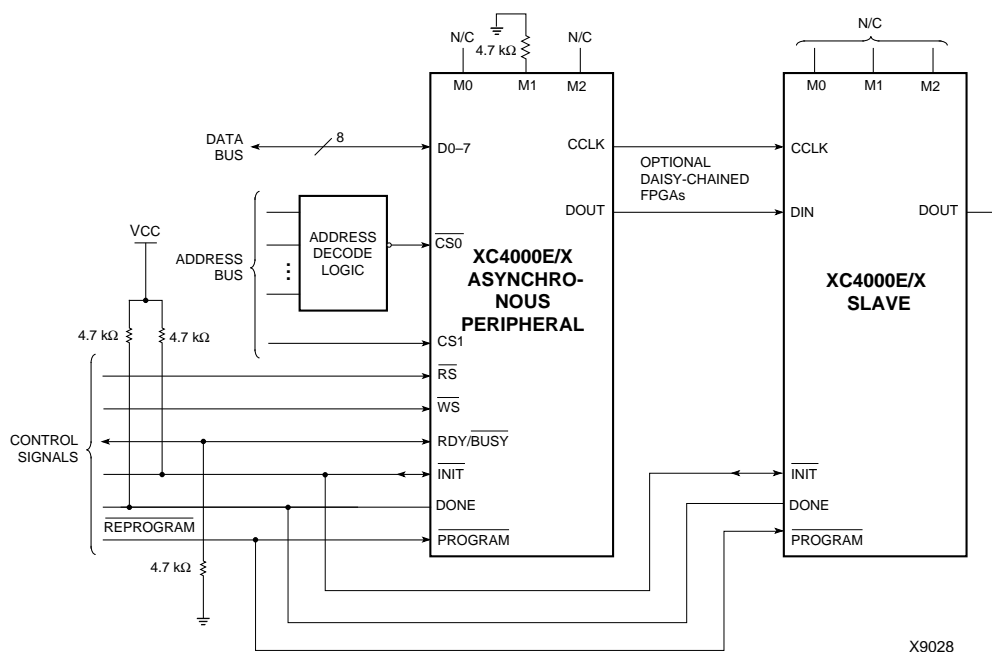 N/C
4.7 kΩ
N/C
N/C
M0
M1
M2
M0
M1
M2
DATA
BUS
8
D0–7
CCLK
CCLK
OPTIONAL
DAISY-CHAINED
FPGAs
DOUT
DIN
DOUT
VCC
ADDRESS
BUS
ADDRESS
DECODE
LOGIC
CS0
XC4000E/X
ASYNCHRO-
NOUS
PERIPHERAL
XC4000E/X
SLAVE
4.7 kΩ
4.7 kΩ
CS1
RS
WS
CONTROL
SIGNALS
RDY/BUSY
INIT
INIT
DONE
DONE
REPROGRAM
PROGRAM
PROGRAM
4.7 kΩ
X9028